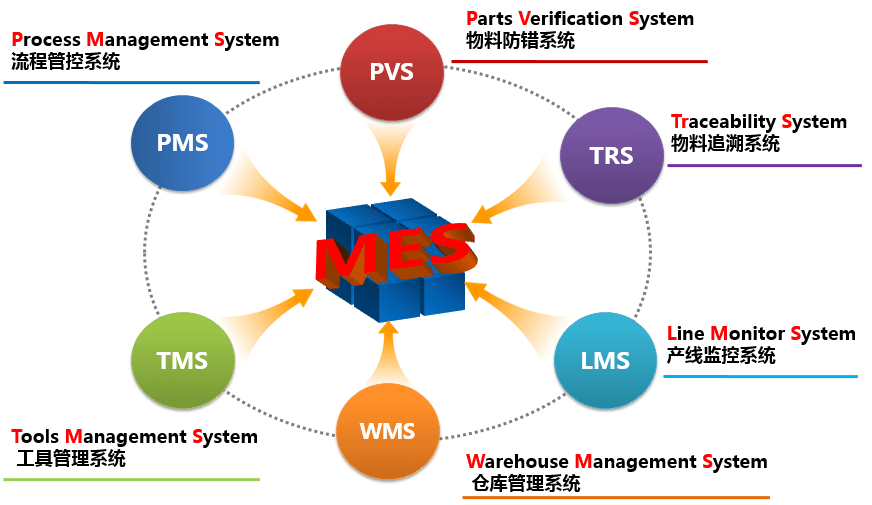 Parts Verification System
物料防错系统
Process Management System
流程管控系统
PVS
Traceability System
物料追溯系统
PMS
TRS
MES
Line Monitor System
产线监控系统
TMS
LMS
Tools Management System
工具管理系统
WMS
Warehouse Management System
仓库管理系统